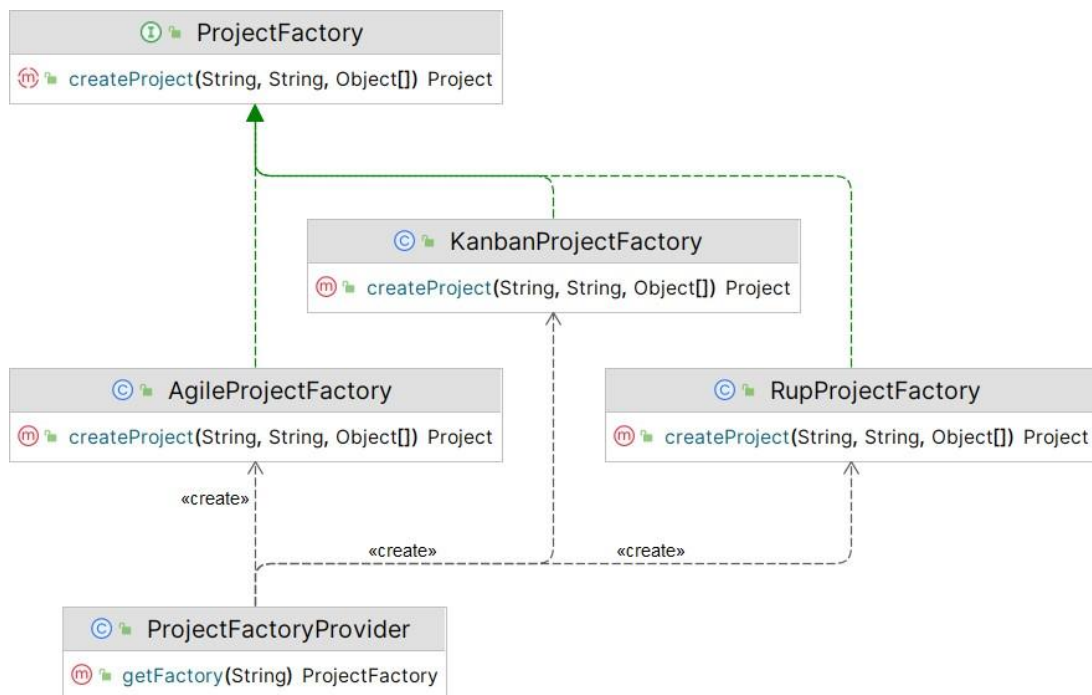 ProjectFactory
createProject(String, String, Object[]) Project
KanbanProjectFactory
createProject(String, String, Object[]) Project
AgileProjectFactory
createProject(String, String, Object[]) Project
RupProjectFactory
createProject(String, String, Object[]) Project
«create»
«create»
«create»
ProjectFactoryProvider
getFactory(String) ProjectFactory